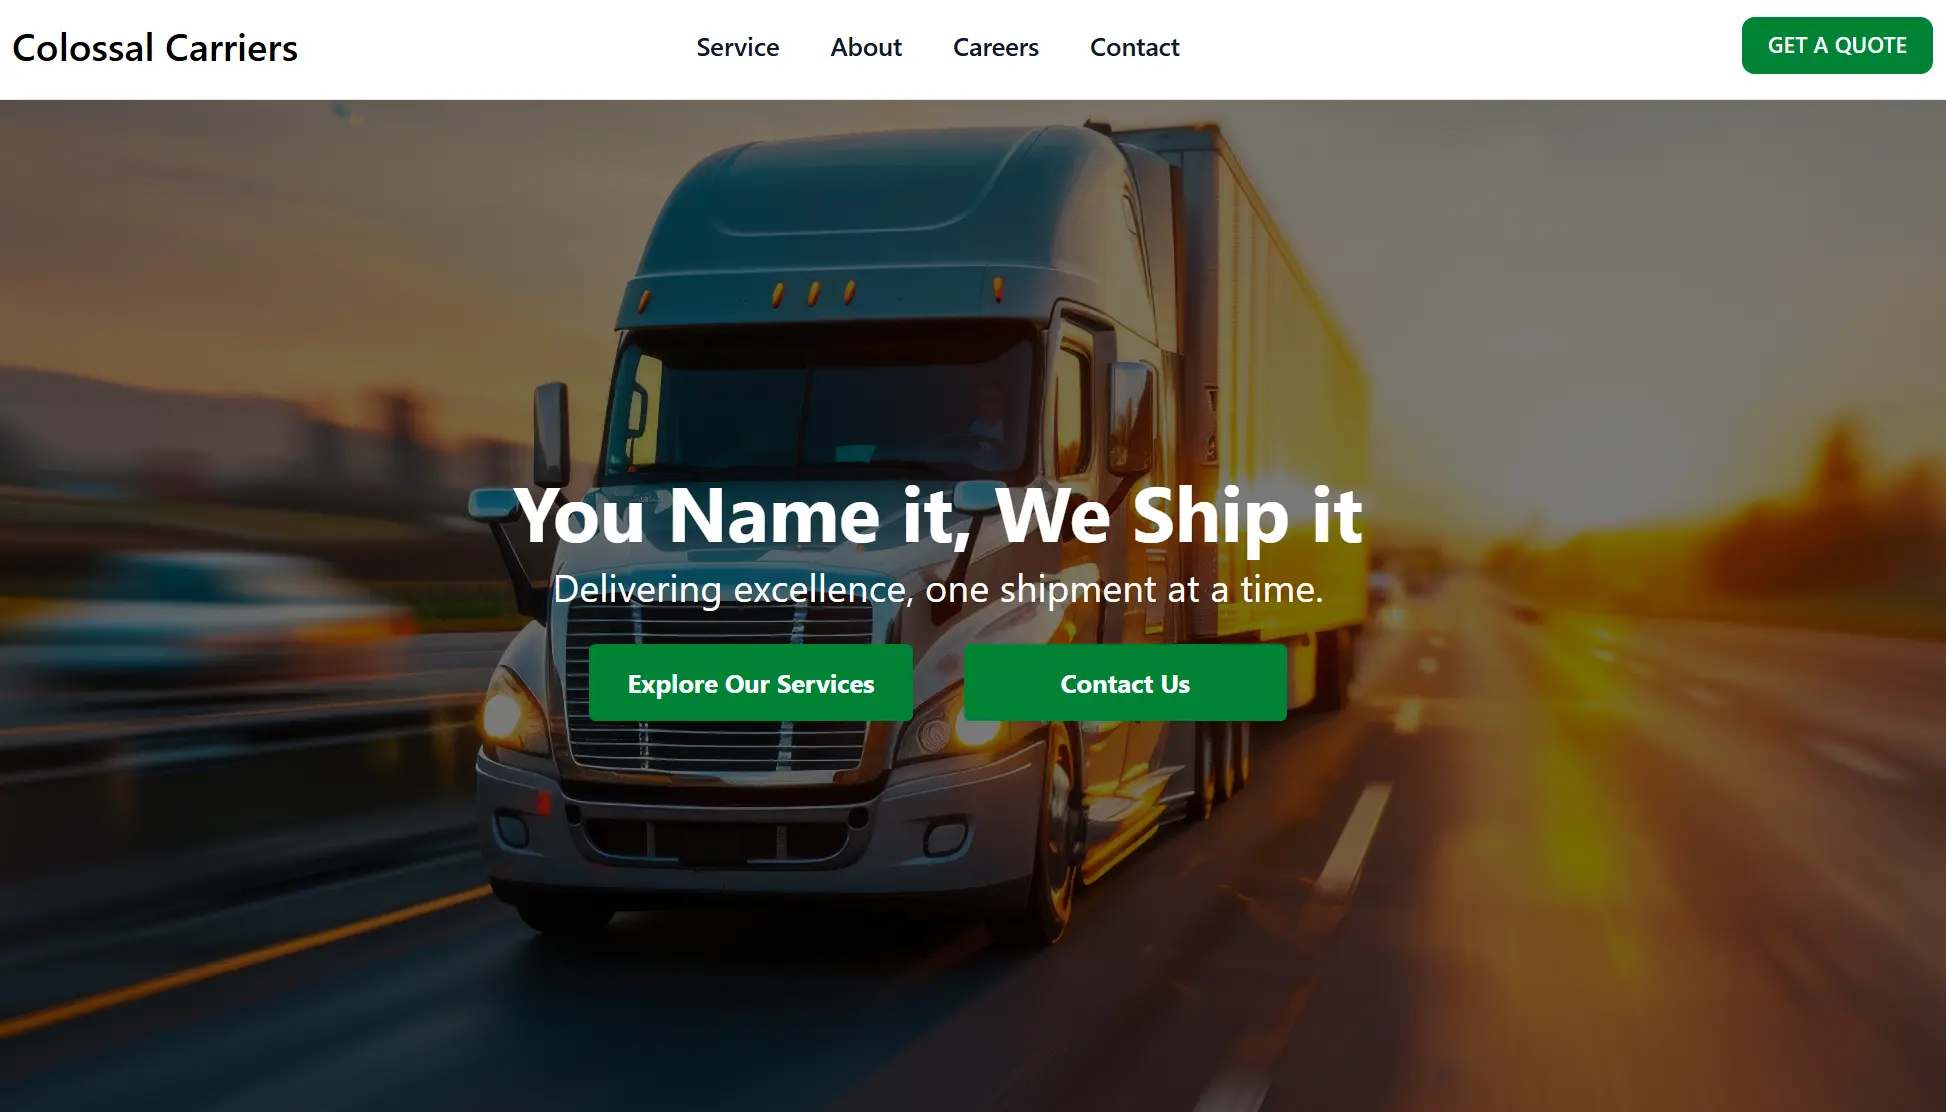 Colossal Carriers
Service About Careers Contact
GET A QUOTE
You Name it, We Ship it
Delivering excellence, one shipment at a time.
Explore Our Services Contact Us